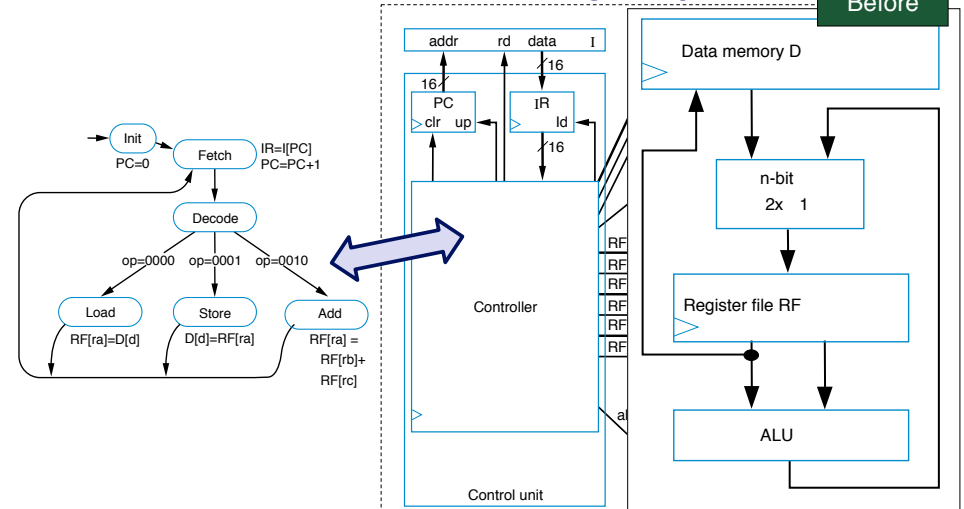 Before
addr rd data I
16
16
PC
clr up
IR
ld
16
Init
PC=0
Fetch
IR=I[PC]
PC=PC+1
Decode
op=0000 op=0001 op=0010
Load
RF[ra]=D[d]
Store
D[d]=RF[ra]
Add
RF[ra] =
RF[rb]+
RF[rc]
Controller
Control unit
RF
RF
RF
RF
RF
RF
al
Data memory D
n-bit
2x 1
Register file RF
ALU